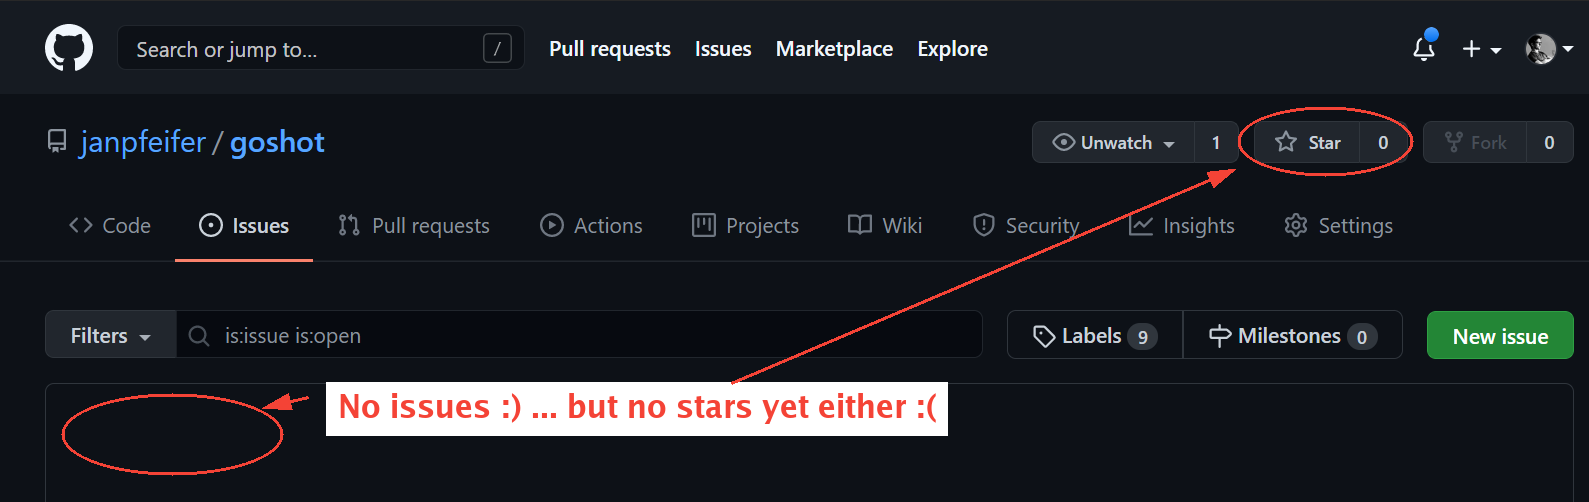 Search or jump to... /
Pull requests Issues Marketplace Explore
janpfeifer / goshot
Unwatch 1 Star 0 Fork 0
Code Issues Pull requests Actions Projects Wiki Security Insights Settings
Filters is:issue is:open Labels 9 Milestones 0 New issue
No issues :) ... but no stars yet either :(